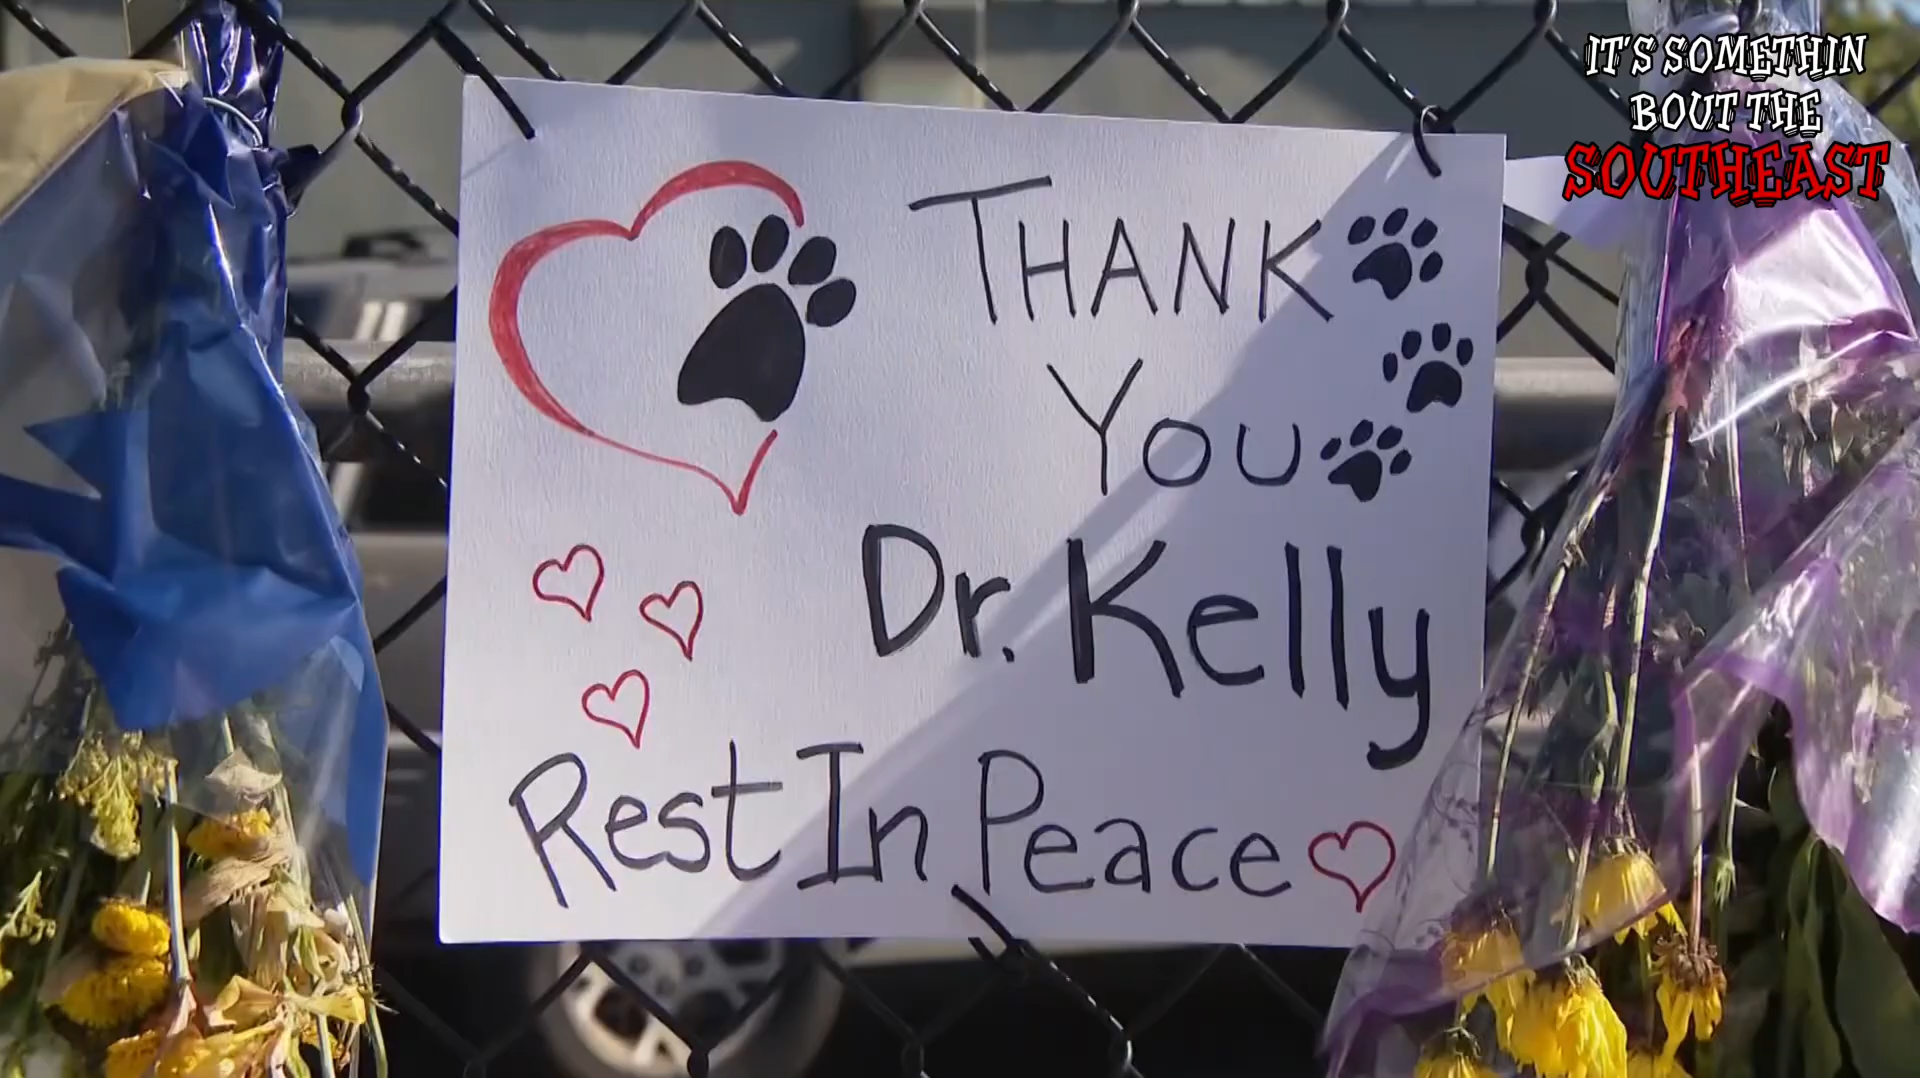 IT'S SOMETHIN
BOUT THE
SOUTHEAST
THANK
YOU
Dr. Kelly
Rest In Peace